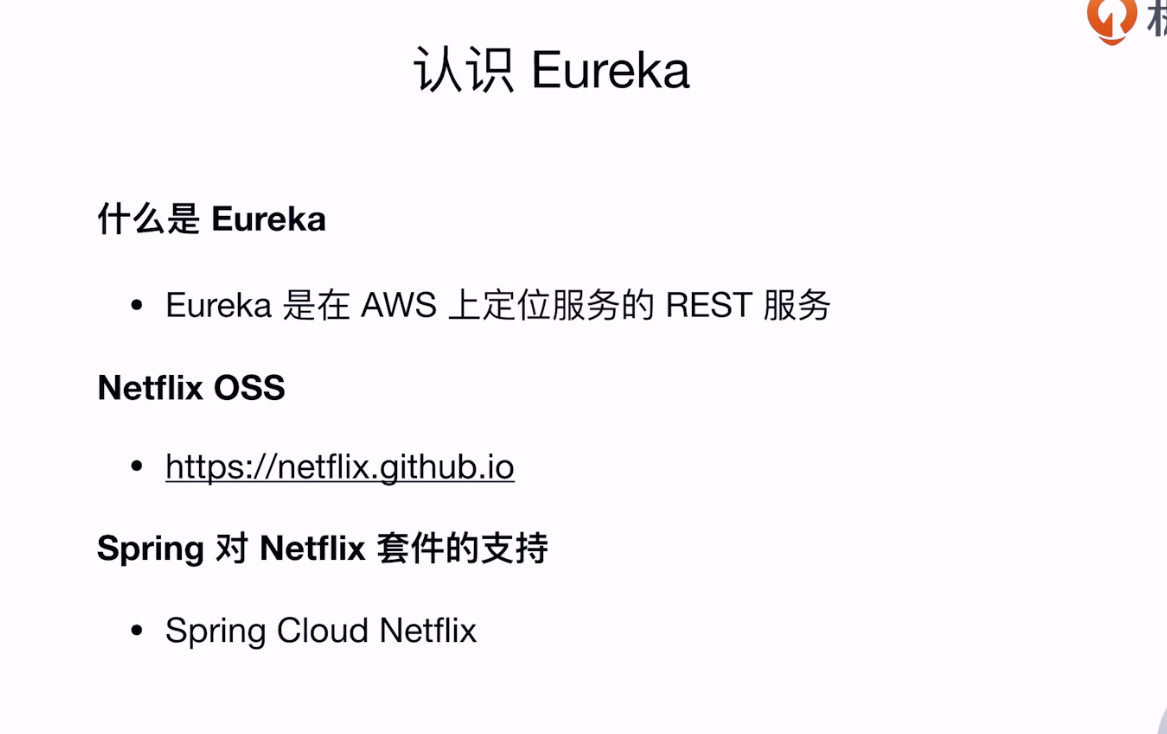 认识 Eureka
什么是 Eureka
• Eureka 是在 AWS 上定位服务的 REST 服务
Netflix OSS
• https://netflix.github.io
Spring 对 Netflix 套件的支持
• Spring Cloud Netflix